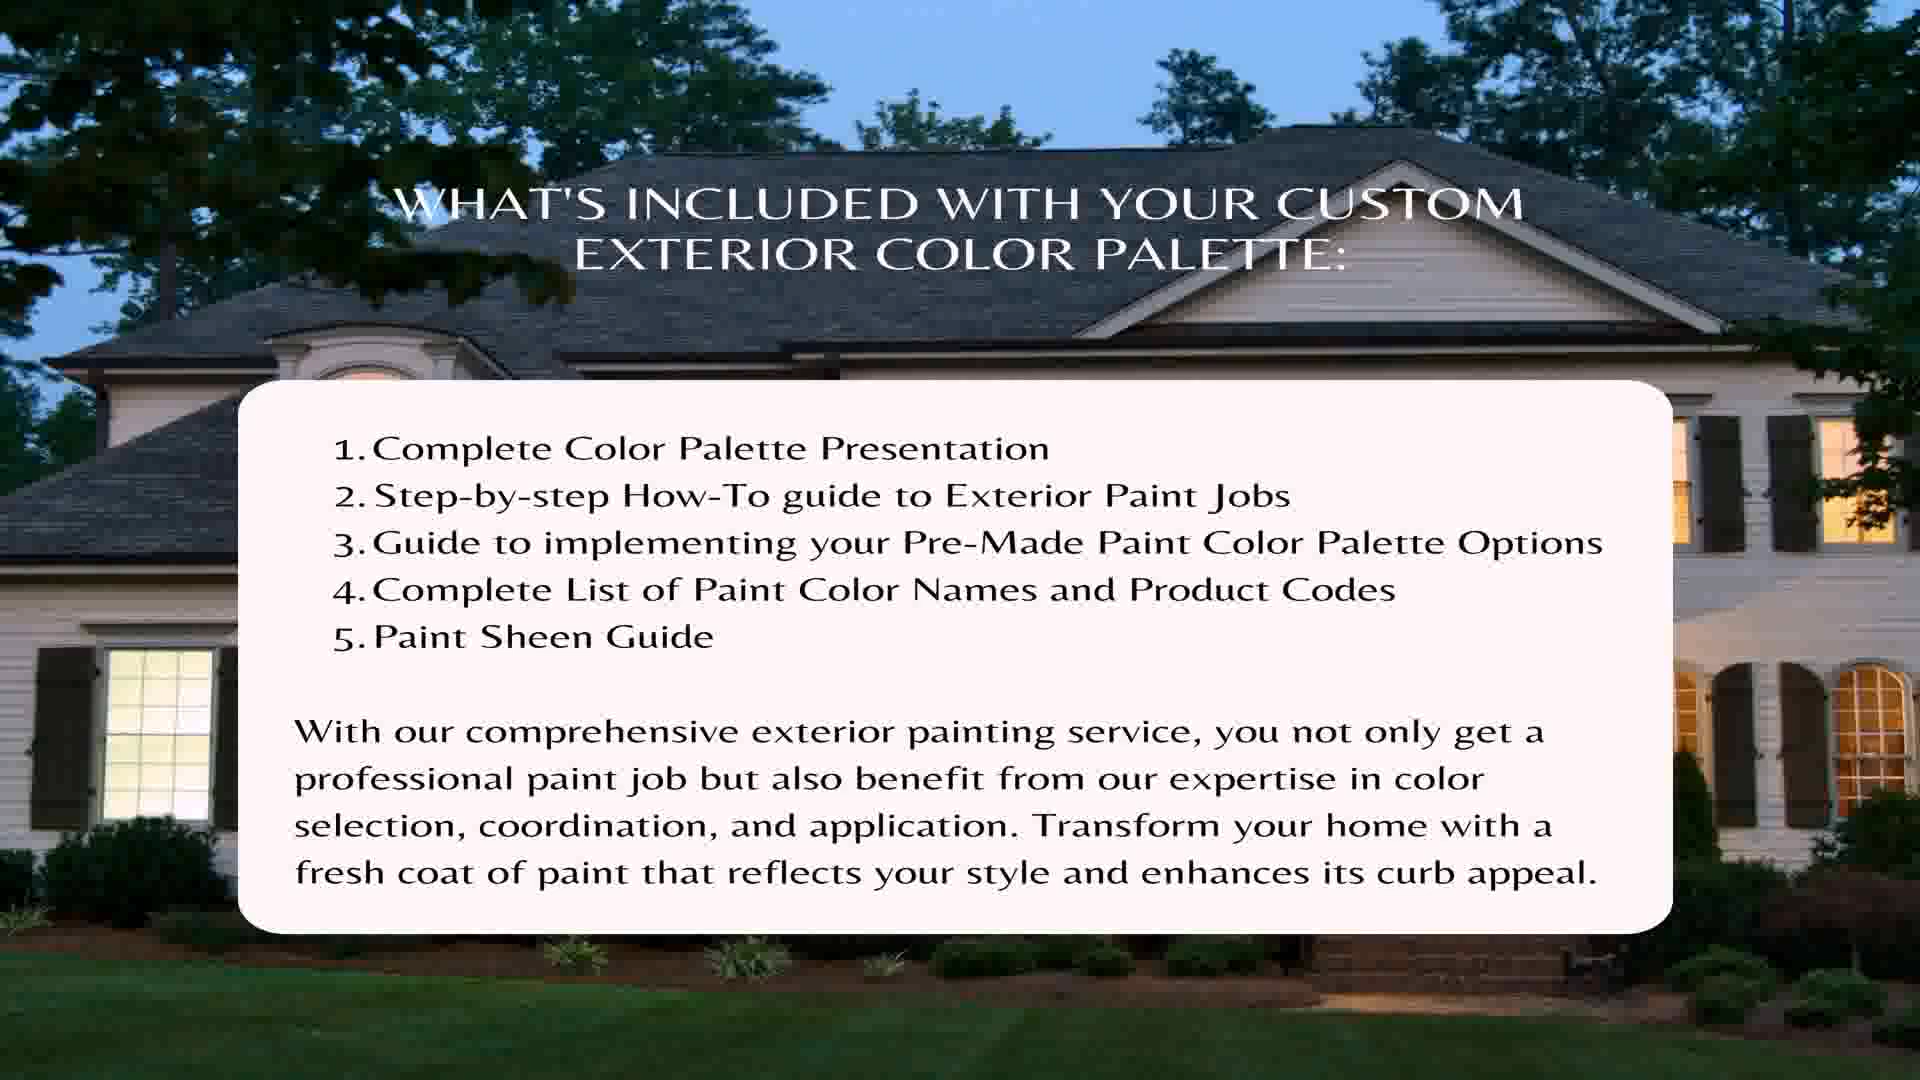 WHAT'S INCLUDED WITH YOUR CUSTOM
EXTERIOR COLOR PALETTE:
1. Complete Color Palette Presentation
2. Step-by-step How-To guide to Exterior Paint Jobs
3. Guide to implementing your Pre-Made Paint Color Palette Options
4. Complete List of Paint Color Names and Product Codes
5. Paint Sheen Guide
With our comprehensive exterior painting service, you not only get a
professional paint job but also benefit from our expertise in color
selection, coordination, and application. Transform your home with a
fresh coat of paint that reflects your style and enhances its curb appeal.